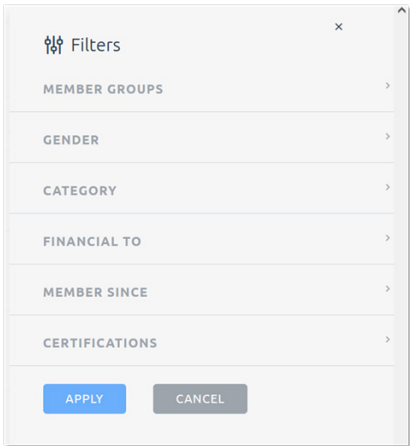 Filters
MEMBER GROUPS
GENDER
CATEGORY
FINANCIAL TO
MEMBER SINCE
CERTIFICATIONS
APPLY CANCEL